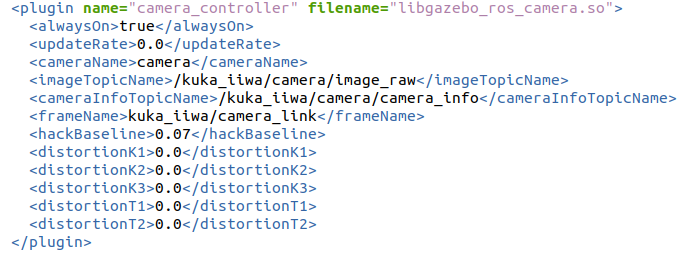 <plugin name="camera_controller" filename="libgazebo_ros_camera.so">
<alwaysOn>true</alwaysOn>
<updateRate>0.0</updateRate>
<cameraName>camera</cameraName>
<imageTopicName>/kuka_iiwa/camera/image_raw</imageTopicName>
<cameraInfoTopicName>/kuka_iiwa/camera/camera_info</cameraInfoTopicName>
<frameName>kuka_iiwa/camera_link</frameName>
<hackBaseline>0.07</hackBaseline>
<distortionK1>0.0</distortionK1>
<distortionK2>0.0</distortionK2>
<distortionK3>0.0</distortionK3>
<distortionT1>0.0</distortionT1>
<distortionT2>0.0</distortionT2>
</plugin>